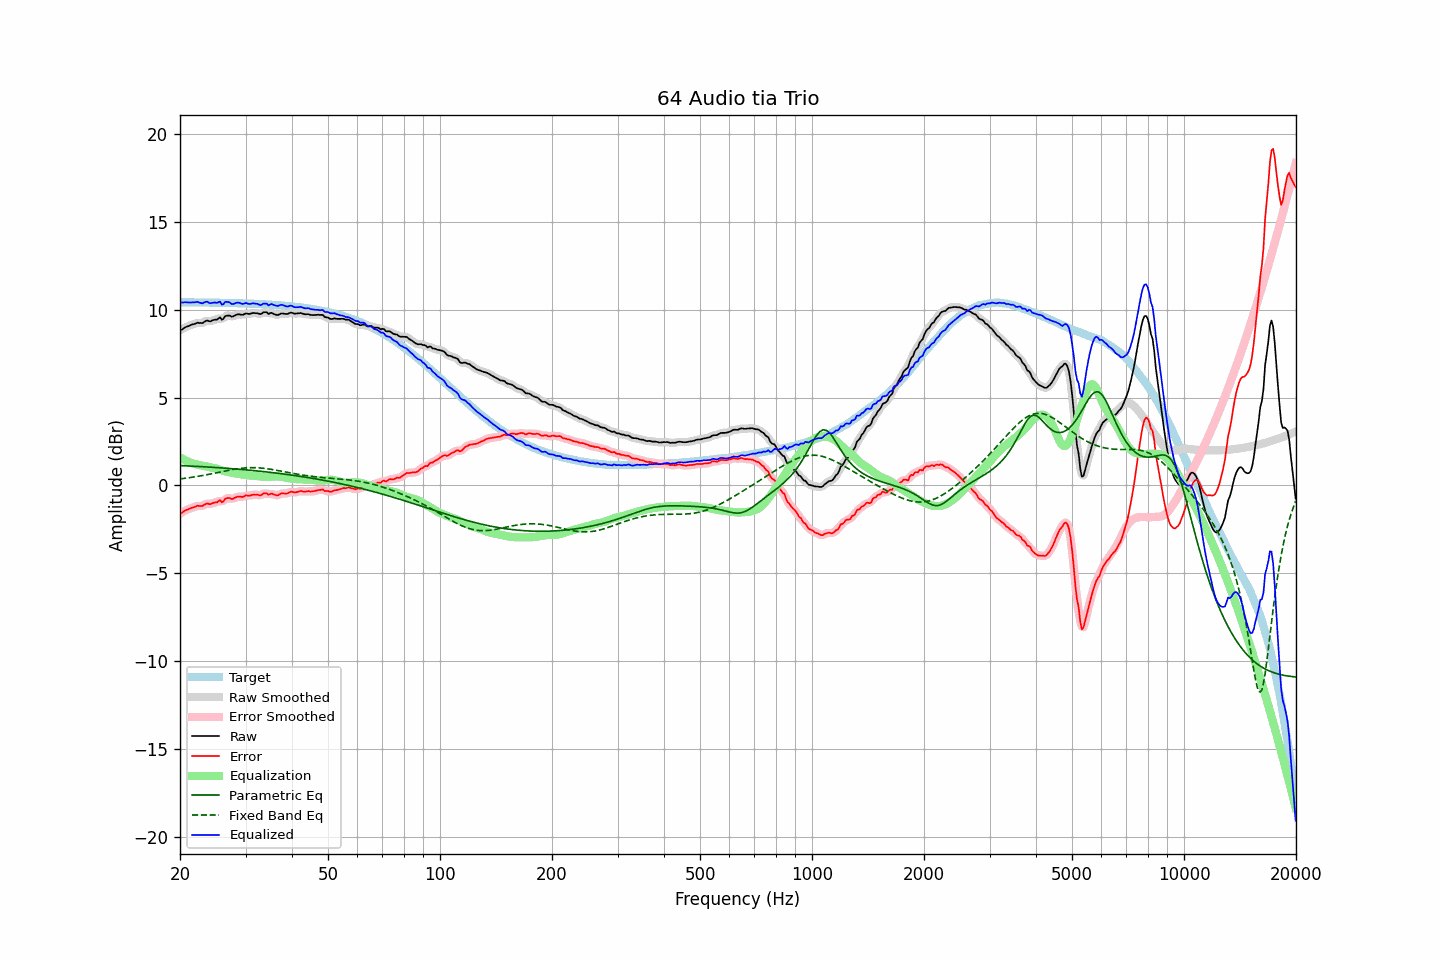 64 Audio tia Trio
20
15
10
5
0
−5
−10
−15
−20
Amplitude (dBr)
Target
Raw Smoothed
Error Smoothed
Raw
Error
Equalization
Parametric Eq
Fixed Band Eq
Equalized
20 50 100 200 500 1000 2000 5000 10000 20000
Frequency (Hz)